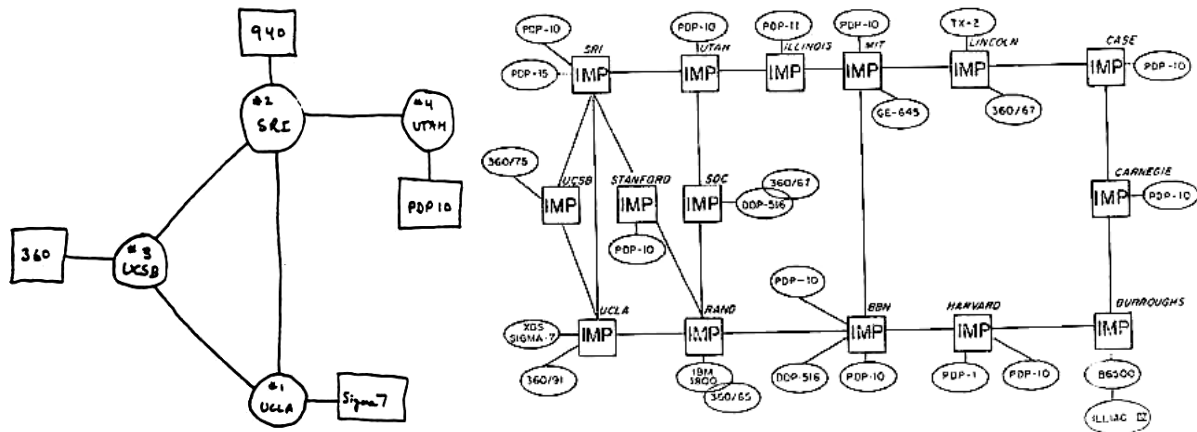 940
#2
SRI
#4
UTAH
PDP 10
360
#3
UCSB
#1
UCLA
Sigma 7
PDP-10
SRI
PDP-10
UTAH
PDP-11
ILLINOIS
PDP-10
MIT
TX-2
LINCOLN
CASE
PDP-15
IMP
IMP
IMP
IMP
IMP
IMP
PDP-10
GE-645
360/67
360/75
UCSB
STANFORD
SDC
360/67
CARNEGIE
IMP
IMP
IMP
DDP-516
IMP
PDP-10
PDP-10
PDP-10
UCLA
RAND
BBN
HARVARD
BURROUGHS
XDS
SIGMA-7
IMP
IMP
IMP
IMP
IMP
360/91
IBM
1800
360/65
DDP-516
PDP-10
PDP-1
PDP-10
B6500
ILLIAC IV